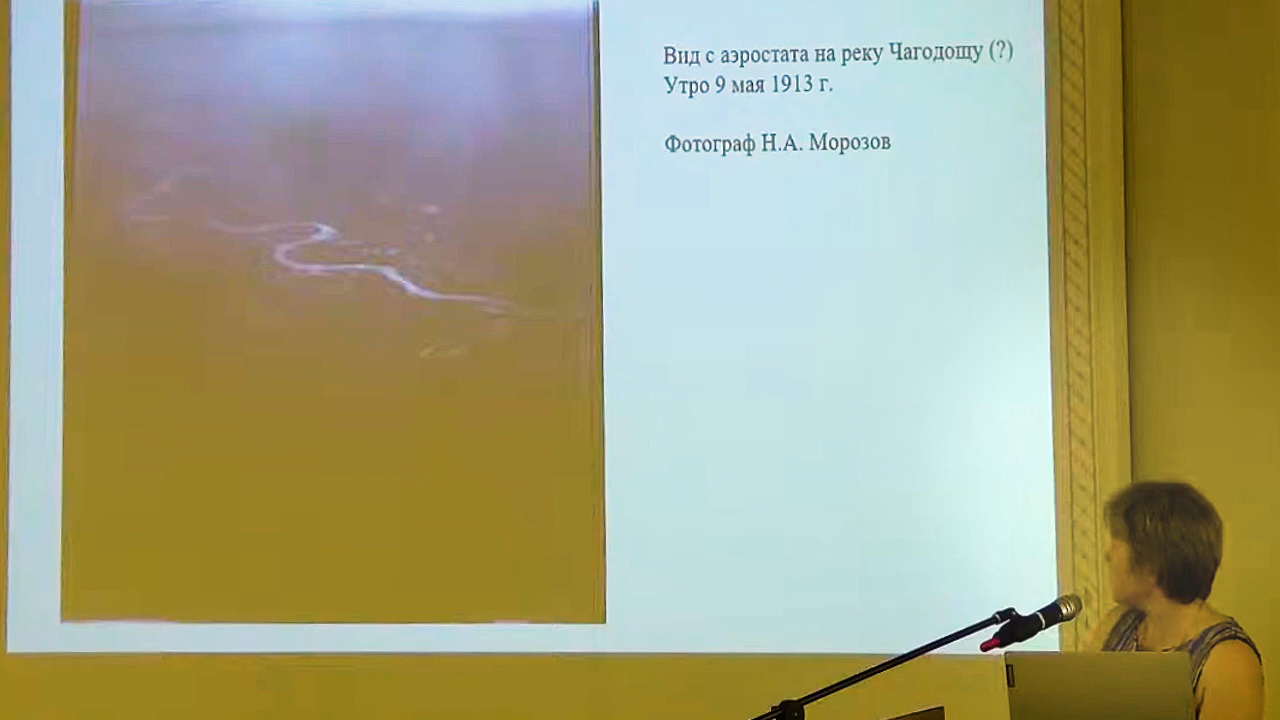 Вид с аэростата на реку Чагодощу (?)
Утро 9 мая 1913 г.
Фотограф Н.А. Морозов